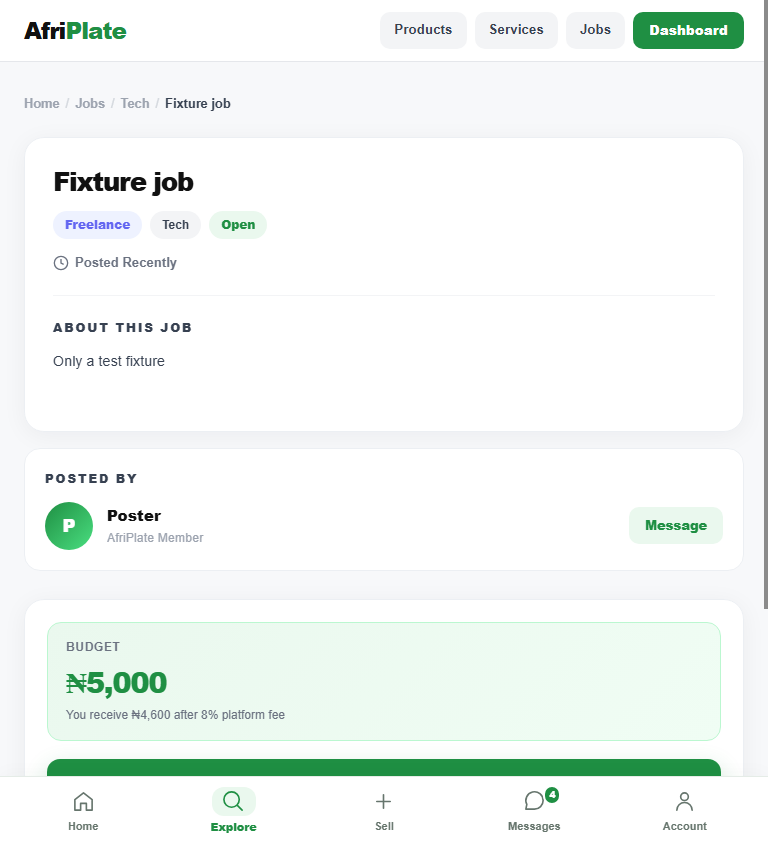 AfriPlate
Products Services Jobs Dashboard
Home / Jobs / Tech / Fixture job
Fixture job
Freelance Tech Open
Posted Recently
ABOUT THIS JOB
Only a test fixture
POSTED BY
P
Poster
AfriPlate Member
Message
BUDGET
₦5,000
You receive ₦4,600 after 8% platform fee
4
Home Explore Sell Messages Account